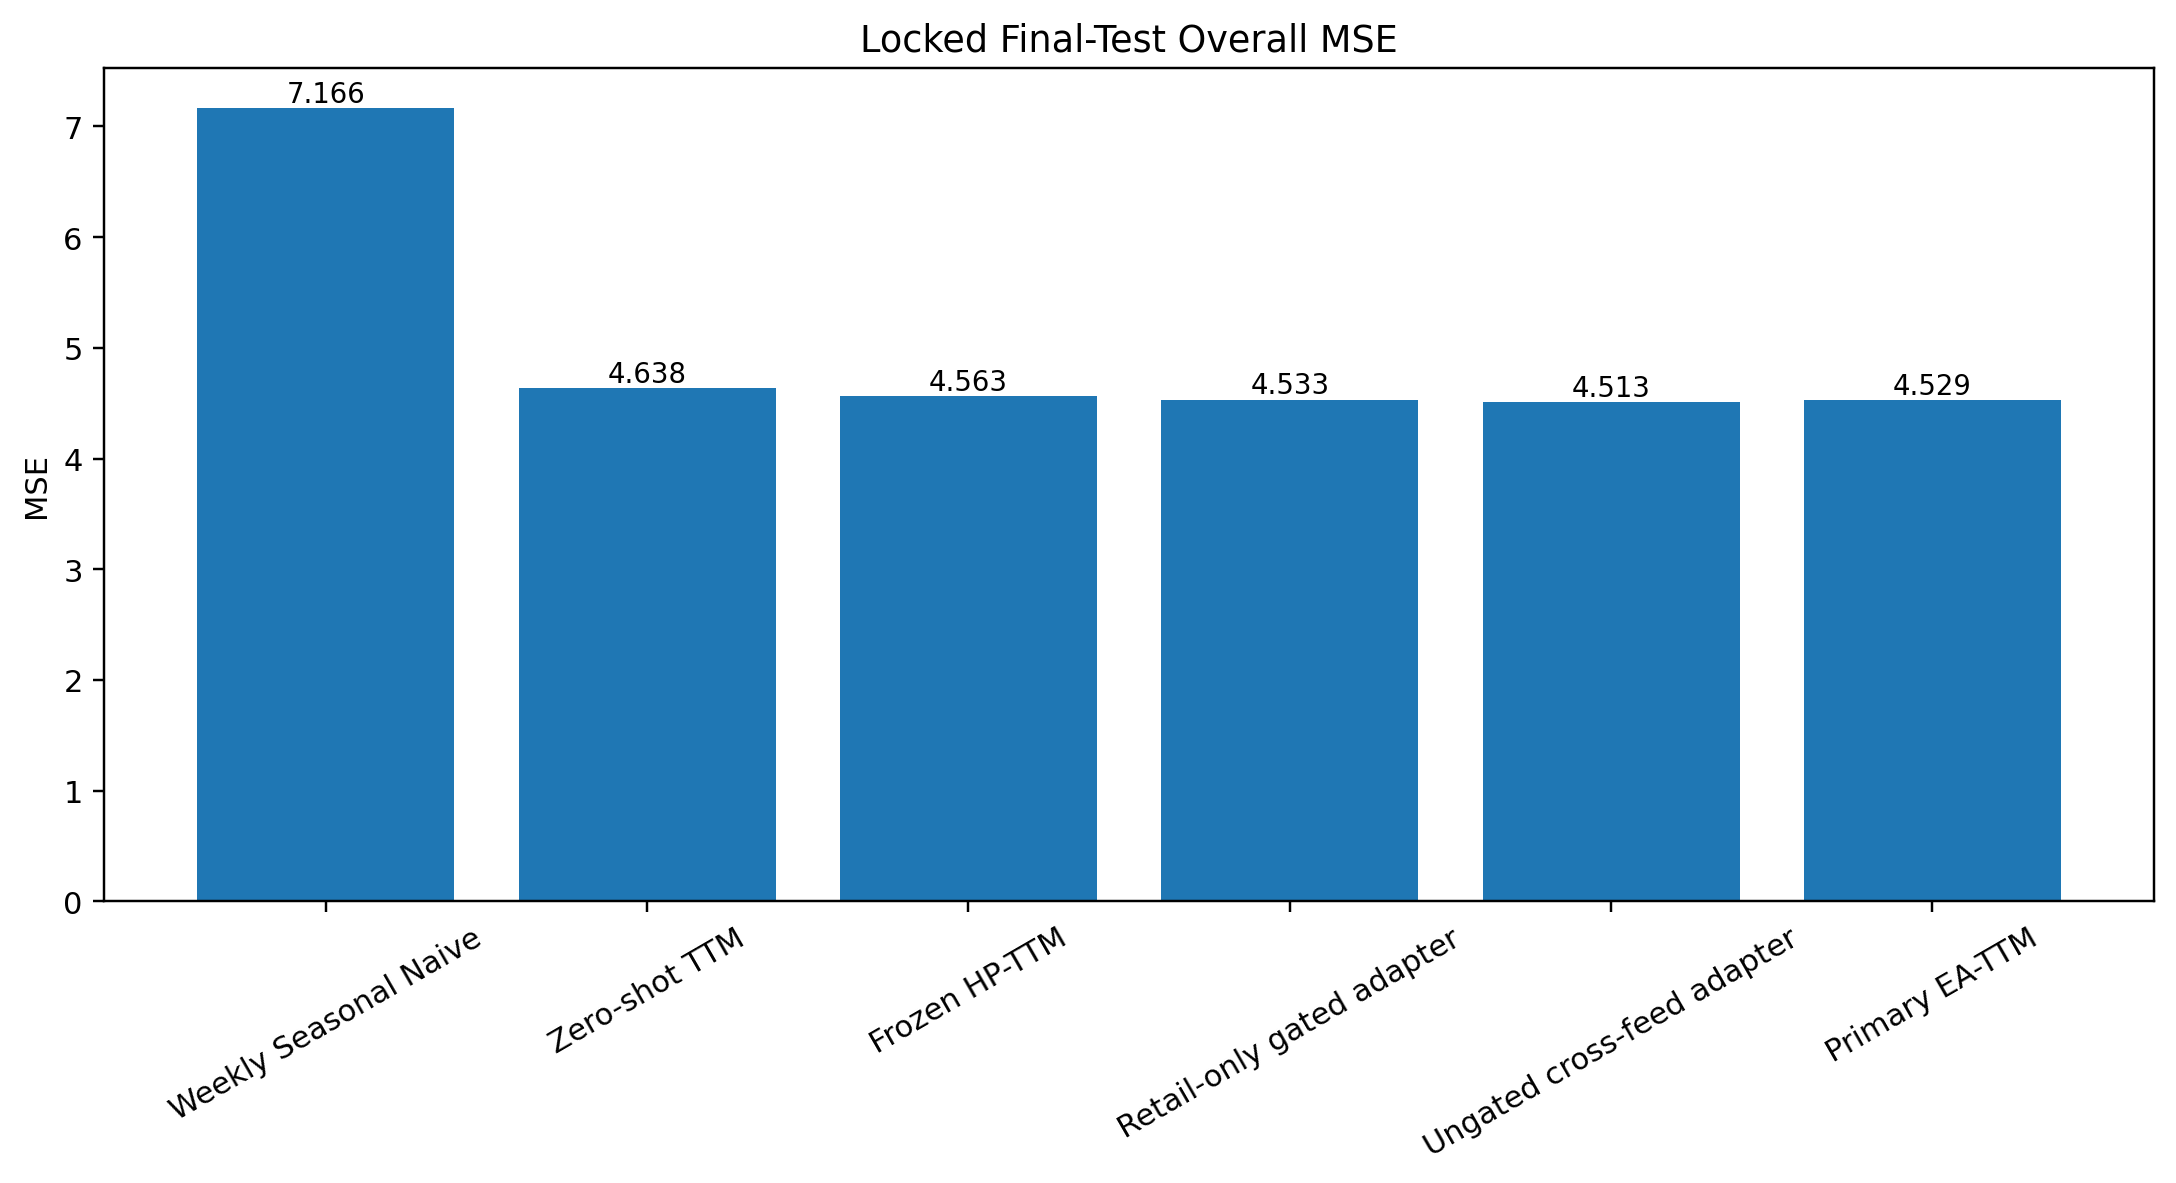 Locked Final-Test Overall MSE
MSE
7
6
5
4
3
2
1
0
7.166
4.638
4.563
4.533
4.513
4.529
Weekly Seasonal Naive
Zero-shot TTM
Frozen HP-TTM
Retail-only gated adapter
Ungated cross-feed adapter
Primary EA-TTM